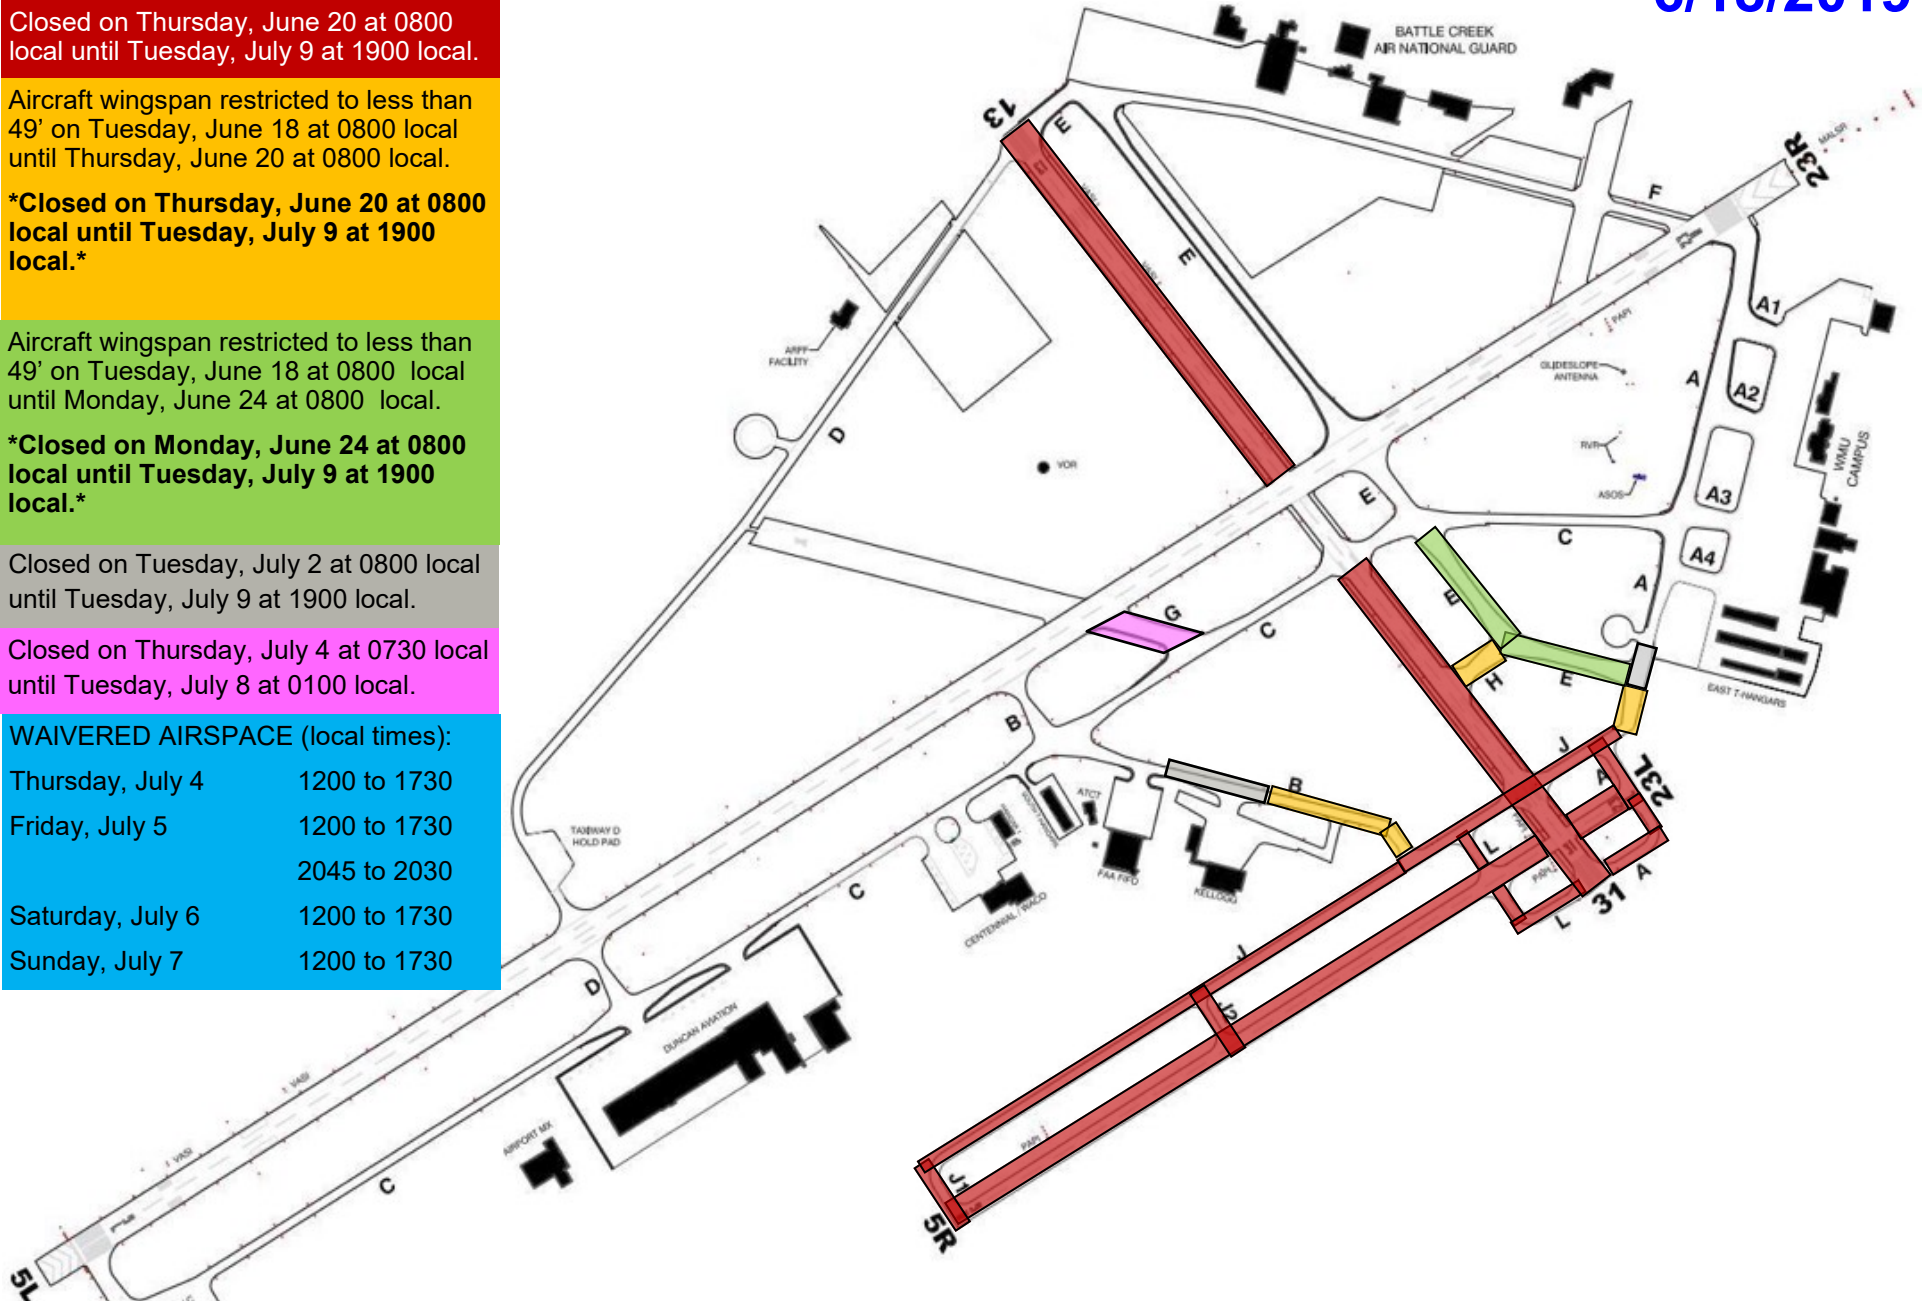 6/18/2019
Closed on Thursday, June 20 at 0800
local until Tuesday, July 9 at 1900 local.
Aircraft wingspan restricted to less than
49’ on Tuesday, June 18 at 0800 local
until Thursday, June 20 at 0800 local.
*Closed on Thursday, June 20 at 0800
local until Tuesday, July 9 at 1900
local.*
Aircraft wingspan restricted to less than
49’ on Tuesday, June 18 at 0800 local
until Monday, June 24 at 0800 local.
*Closed on Monday, June 24 at 0800
local until Tuesday, July 9 at 1900
local.*
Closed on Tuesday, July 2 at 0800 local
until Tuesday, July 9 at 1900 local.
Closed on Thursday, July 4 at 0730 local
until Tuesday, July 8 at 0100 local.
WAIVERED AIRSPACE (local times):
Thursday, July 4 1200 to 1730
Friday, July 5 1200 to 1730
2045 to 2030
Saturday, July 6 1200 to 1730
Sunday, July 7 1200 to 1730
BATTLE CREEK
AIR NATIONAL GUARD
13
E
23R
MALSR
F
VASI
E
VASI
A1
PAPI
ARFF
FACILITY
GLIDESLOPE
ANTENNA
A
A2
D
RVR
WMU
CAMPUS
VOR
ASOS
E
A3
C
A4
A
E
G
C
H
E
EAST T-HANGARS
B
J
A
23L
B
ATCT
TAXIWAY D
HOLD PAD
L
PAPI
FAA FIFO
KELLOGG
A
31
L
C
CENTENNIAL / WACO
J
D
J2
DUNCAN AVIATION
VASI
AIRPORT MX
PAPI
VASI
J1
C
5R
5L